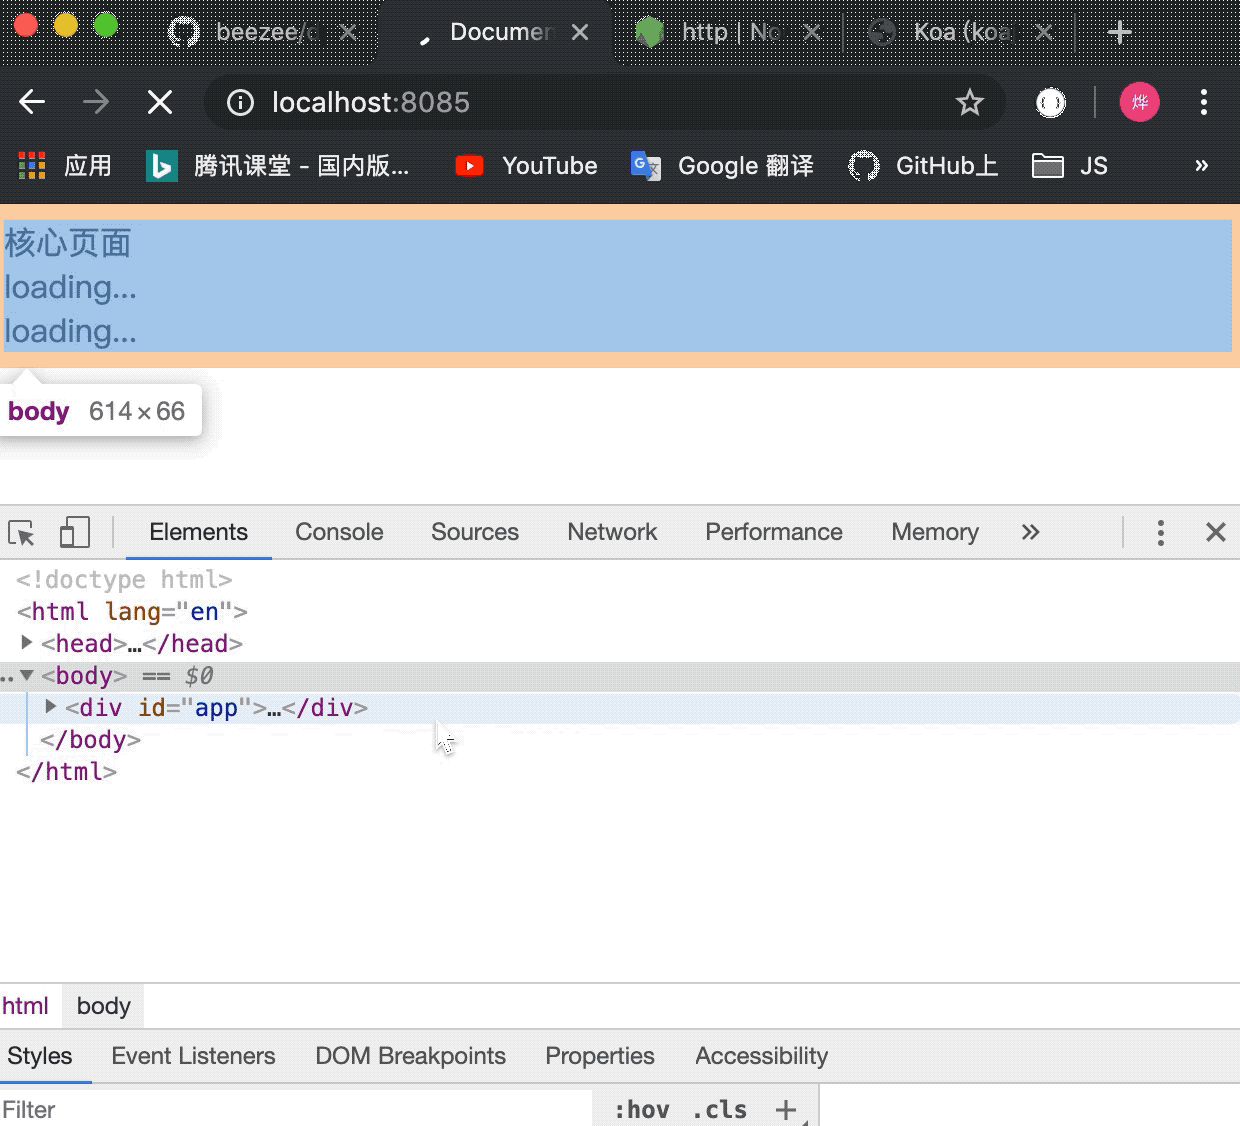 beezee/d
Documen
http | No
Koa (koa
localhost:8085
烨
应用
腾讯课堂 - 国内版...
YouTube
Google 翻译
GitHub上
JS
»
核心页面
loading...
loading...
body 614 × 66
Elements Console Sources Network Performance Memory »
<!doctype html>
<html lang="en">
<head>…</head>
<body> == $0
<div id="app">…</div>
</body>
</html>
html body
Styles Event Listeners DOM Breakpoints Properties Accessibility
Filter :hov .cls +